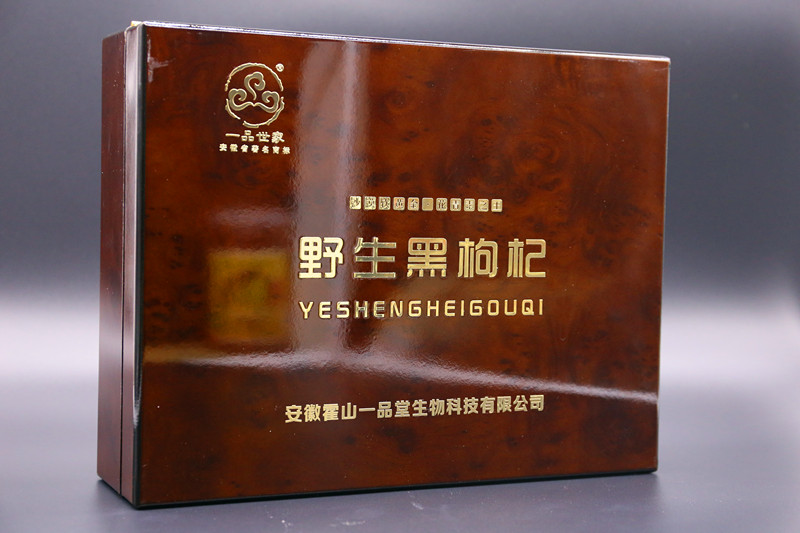 ®
一品世家
安徽省著名商标
野生黑枸杞
YESHENGHEIGOUQI
安徽霍山一品堂生物科技有限公司